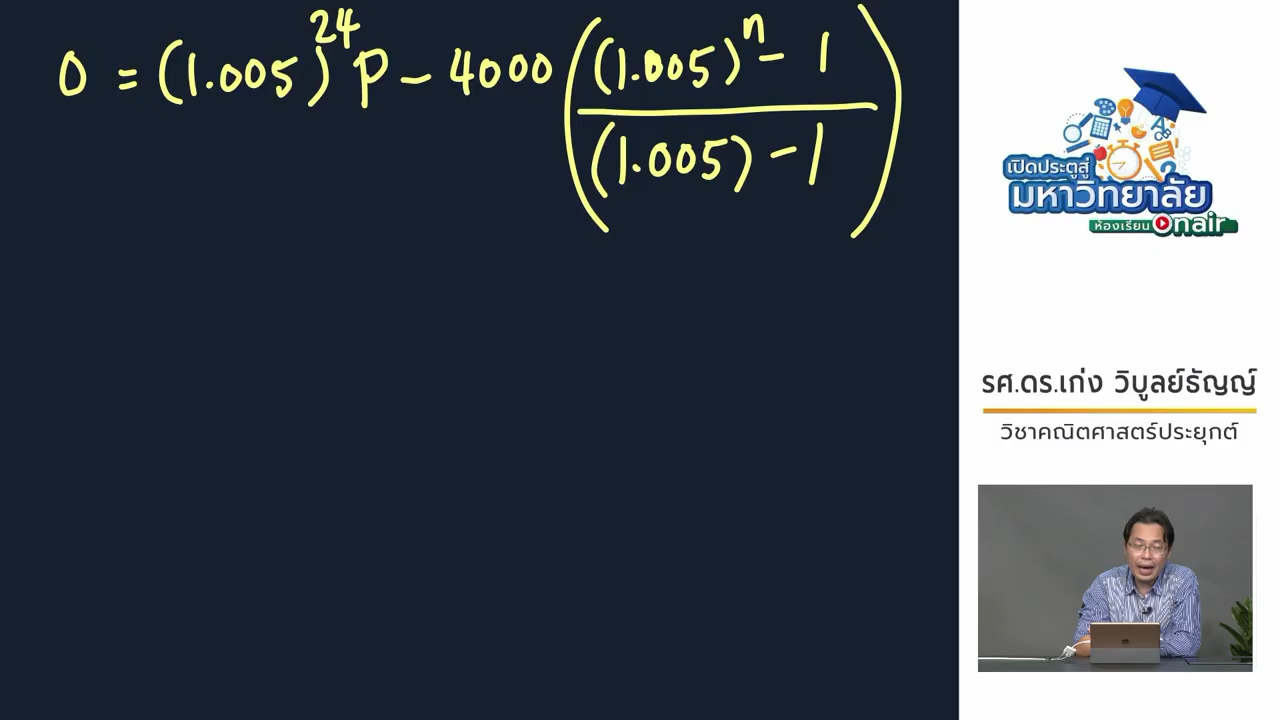 0 = (1.005)^24 P - 4000 (((1.005)^n - 1) / ((1.005) - 1))
เปิดประตูสู่
มหาวิทยาลัย
ห้องเรียน Onair
รศ.ดร.เก่ง วิบูลย์ธัญญ์
วิชาคณิตศาสตร์ประยุกต์